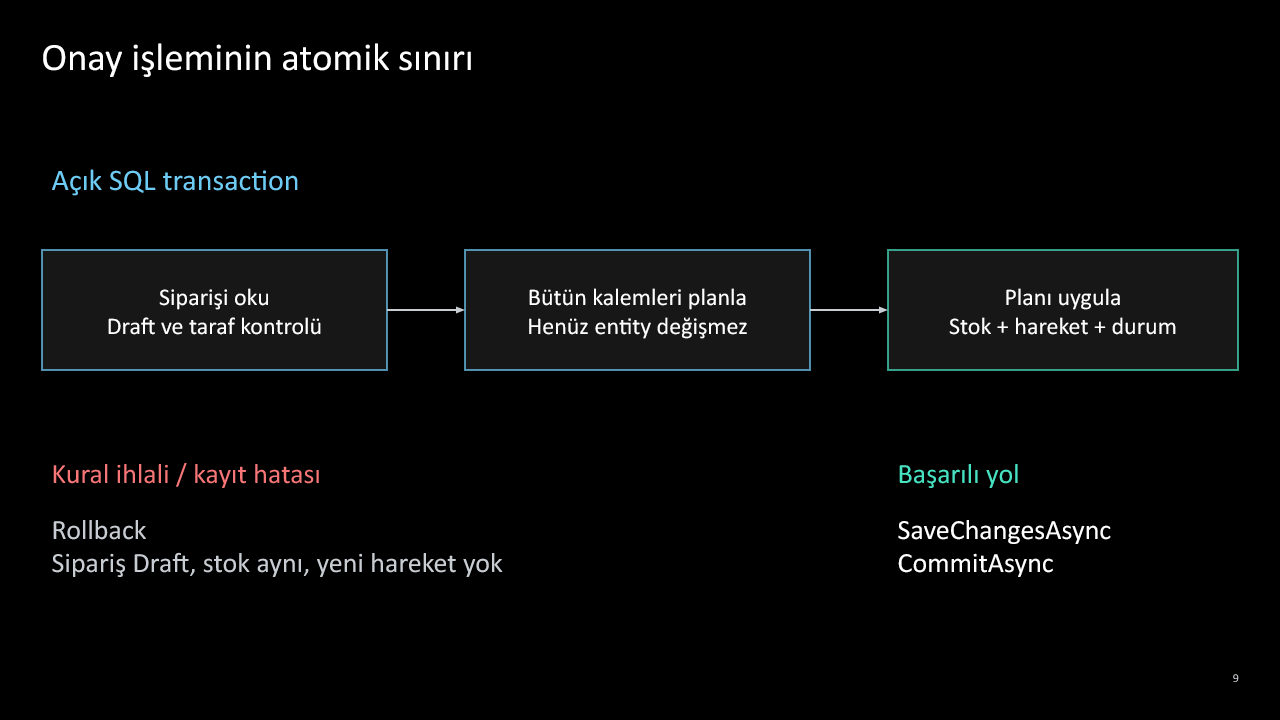 Onay işleminin atomik sınırı
Açık SQL transaction
Siparişi oku
Draft ve taraf kontrolü
Bütün kalemleri planla
Henüz entity değişmez
Planı uygula
Stok + hareket + durum
Kural ihlali / kayıt hatası
Rollback
Sipariş Draft, stok aynı, yeni hareket yok
Başarılı yol
SaveChangesAsync
CommitAsync
9